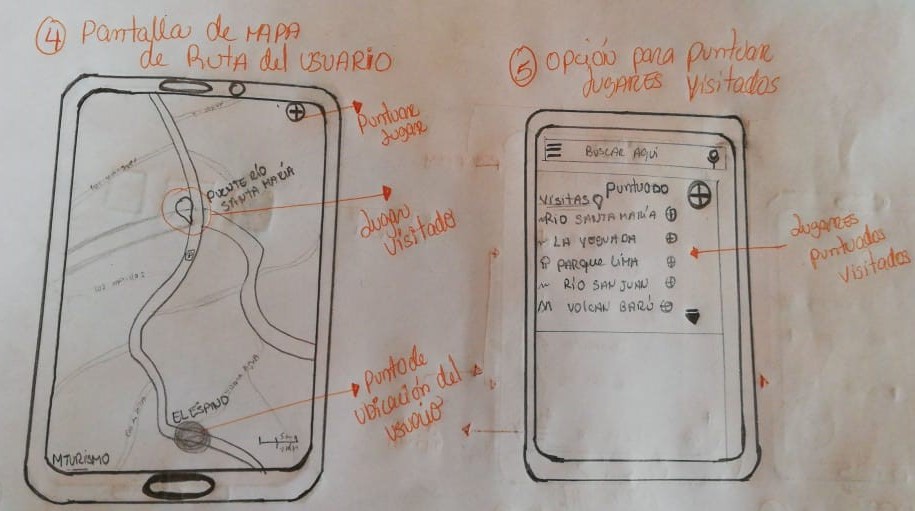 ④ Pantalla de MAPA
de RUTA del USUARIO
Puntuar
Lugar
PUENTE RÍO
SANTA MARÍA
Lugar
Visitado
Punto de
ubicación del
usuario
EL ESPINO
MTURISMO
⑤ Opción para Puntuar
LUGARES Visitados
BUSCAR AQUÍ
PUNTUADO
VISITAS
RÍO SANTA MARÍA
LA YEGUADA
PARQUE LIMA
RÍO SAN JUAN
VOLCAN BARÚ
LUGARES
Puntuados
Visitados